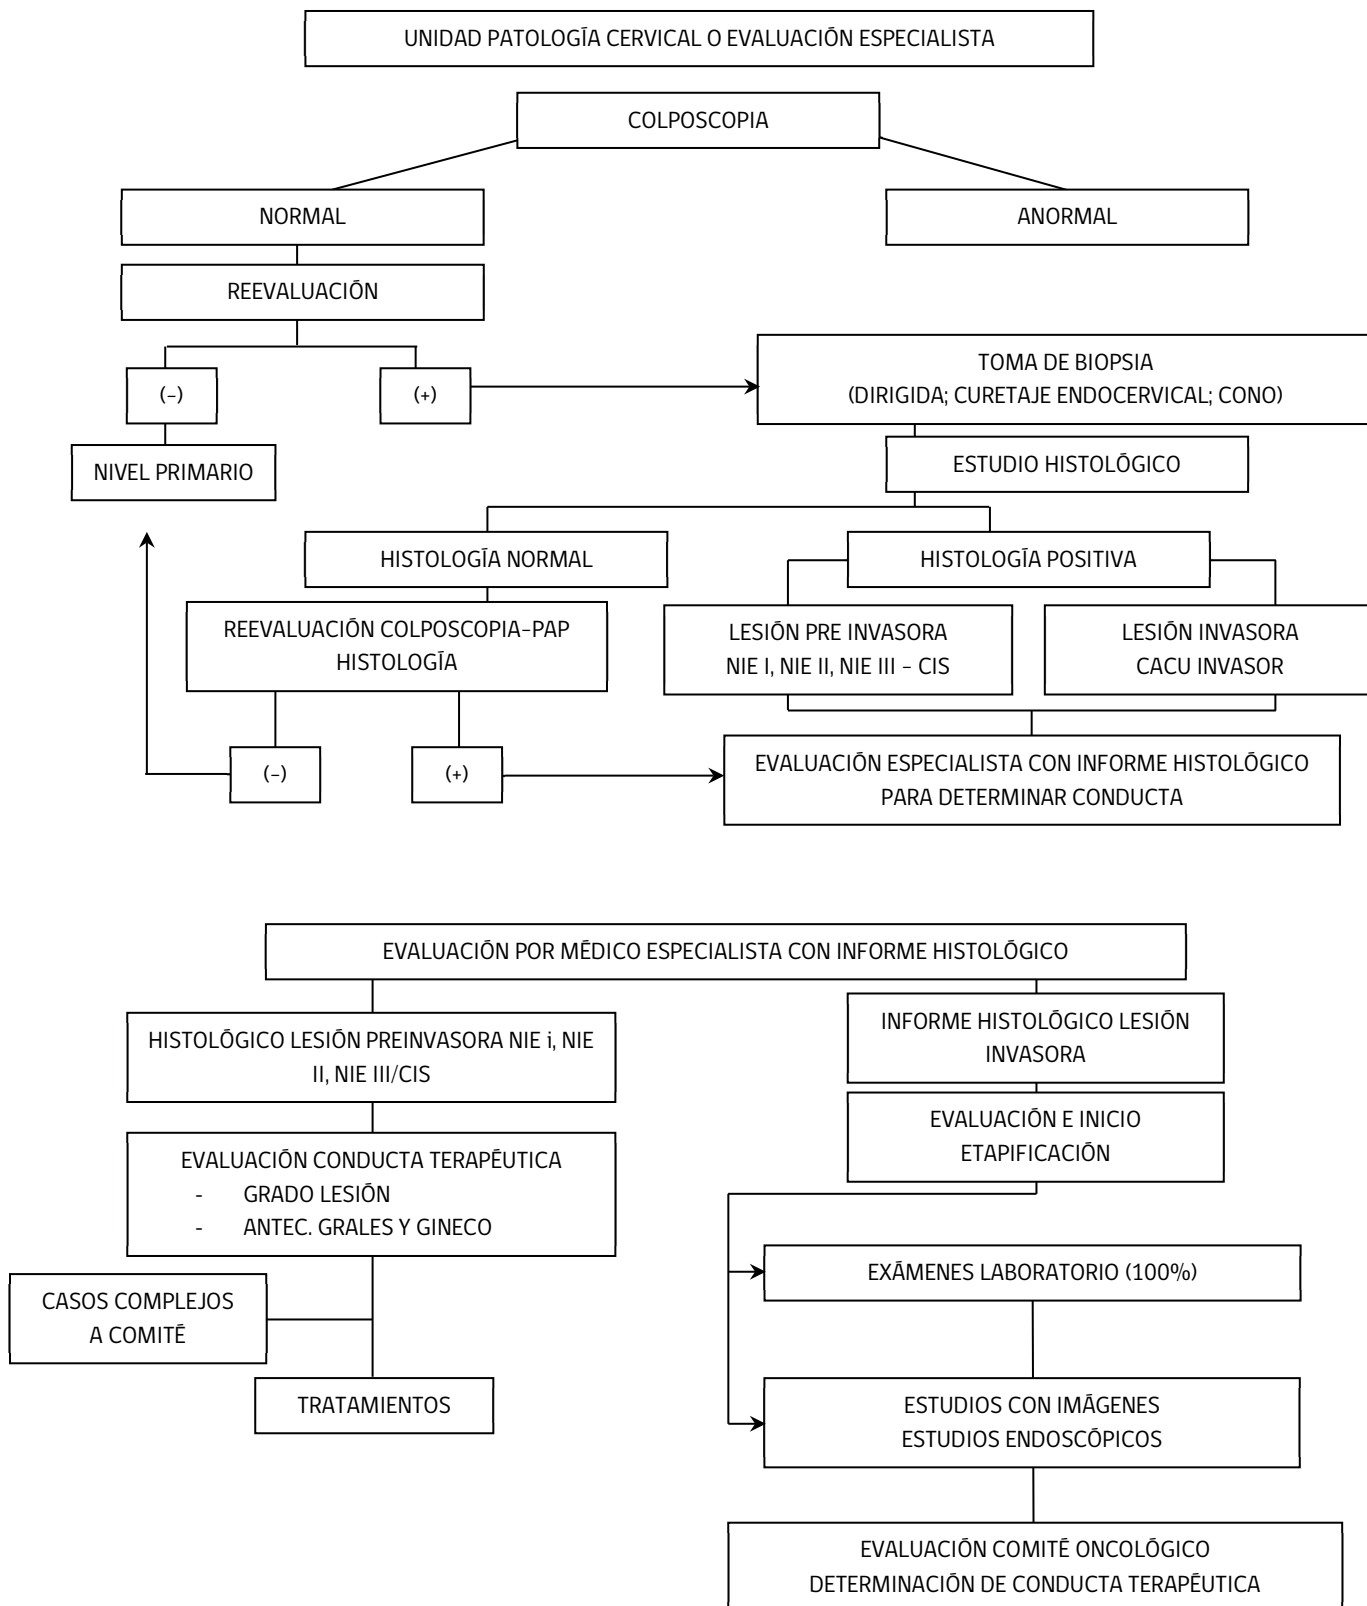 UNIDAD PATOLOGÍA CERVICAL O EVALUACIÓN ESPECIALISTA
COLPOSCOPIA
NORMAL
ANORMAL
REEVALUACIÓN
(-)
(+)
TOMA DE BIOPSIA
(DIRIGIDA; CURETAJE ENDOCERVICAL; CONO)
NIVEL PRIMARIO
ESTUDIO HISTOLÓGICO
HISTOLOGÍA NORMAL
HISTOLOGÍA POSITIVA
REEVALUACIÓN COLPOSCOPIA-PAP
HISTOLOGÍA
LESIÓN PRE INVASORA
NIE I, NIE II, NIE III - CIS
LESIÓN INVASORA
CACU INVASOR
(-)
(+)
EVALUACIÓN ESPECIALISTA CON INFORME HISTOLÓGICO
PARA DETERMINAR CONDUCTA
EVALUACIÓN POR MÉDICO ESPECIALISTA CON INFORME HISTOLÓGICO
HISTOLÓGICO LESIÓN PREINVASORA NIE i, NIE
II, NIE III/CIS
INFORME HISTOLÓGICO LESIÓN
INVASORA
EVALUACIÓN E INICIO
ETAPIFICACIÓN
EVALUACIÓN CONDUCTA TERAPÉUTICA
- GRADO LESIÓN
- ANTEC. GRALES Y GINECO
EXÁMENES LABORATORIO (100%)
CASOS COMPLEJOS
A COMITÉ
TRATAMIENTOS
ESTUDIOS CON IMÁGENES
ESTUDIOS ENDOSCÓPICOS
EVALUACIÓN COMITÉ ONCOLÓGICO
DETERMINACIÓN DE CONDUCTA TERAPÉUTICA